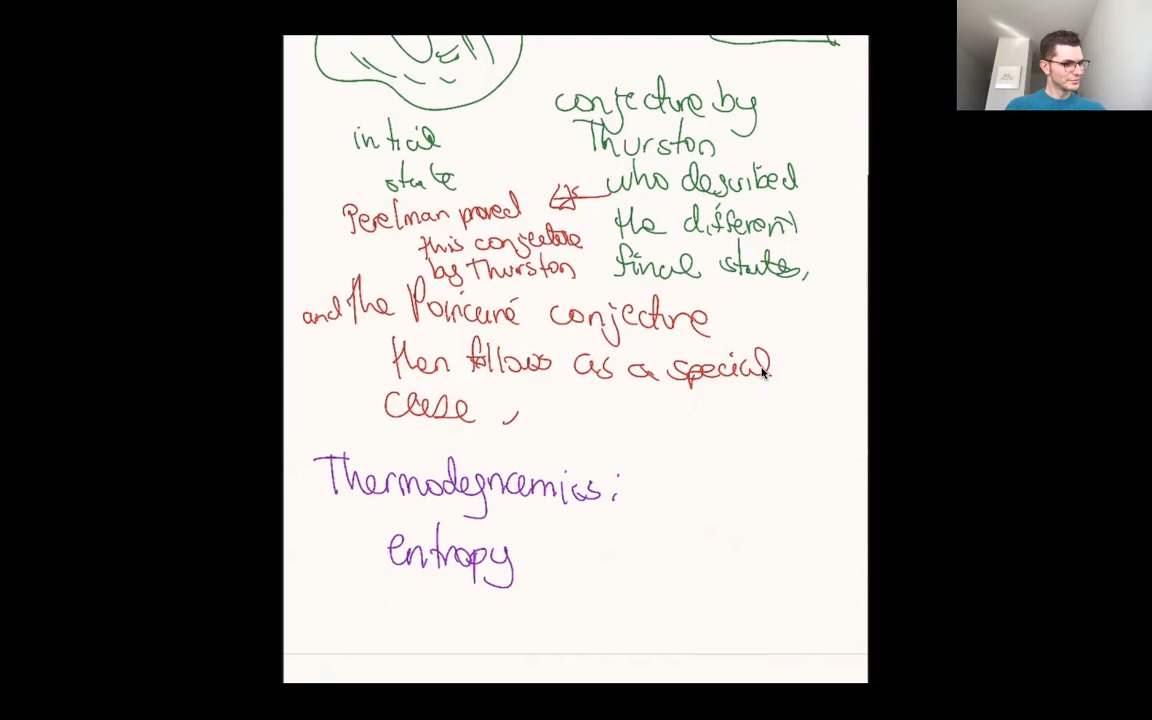 conjecture by
Thurston
who described
the different
final states,
initial
state
Perelman proved
this conjecture
by Thurston
and the Poincaré conjecture
then follows as a special
case,
Thermodynamics:
entropy